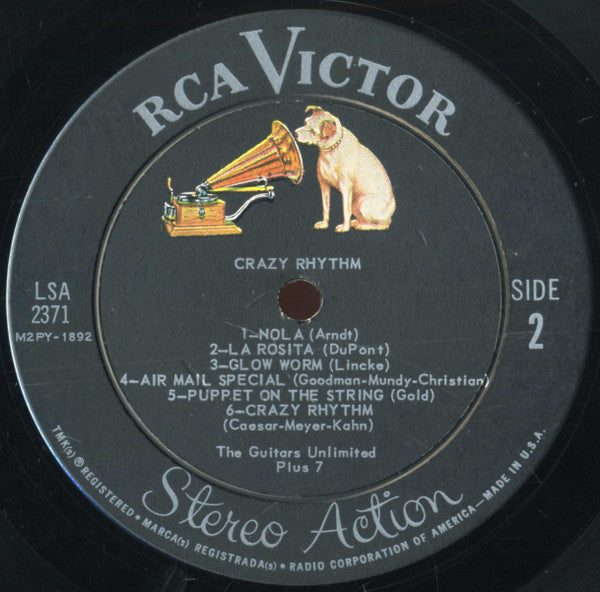 RCA VICTOR
CRAZY RHYTHM
LSA
2371
M2PY-1892
SIDE
2
1—NOLA (Arndt)
2—LA ROSITA (DuPont)
3—GLOW WORM (Lincke)
4—AIR MAIL SPECIAL (Goodman-Mundy-Christian)
5—PUPPET ON THE STRING (Gold)
6—CRAZY RHYTHM
(Caesar-Meyer-Kahn)
The Guitars Unlimited
Plus 7
Stereo Action
TMK(s) ® REGISTERED • MARCA(s) REGISTRADA(s) • RADIO CORPORATION OF AMERICA—MADE IN U.S.A.